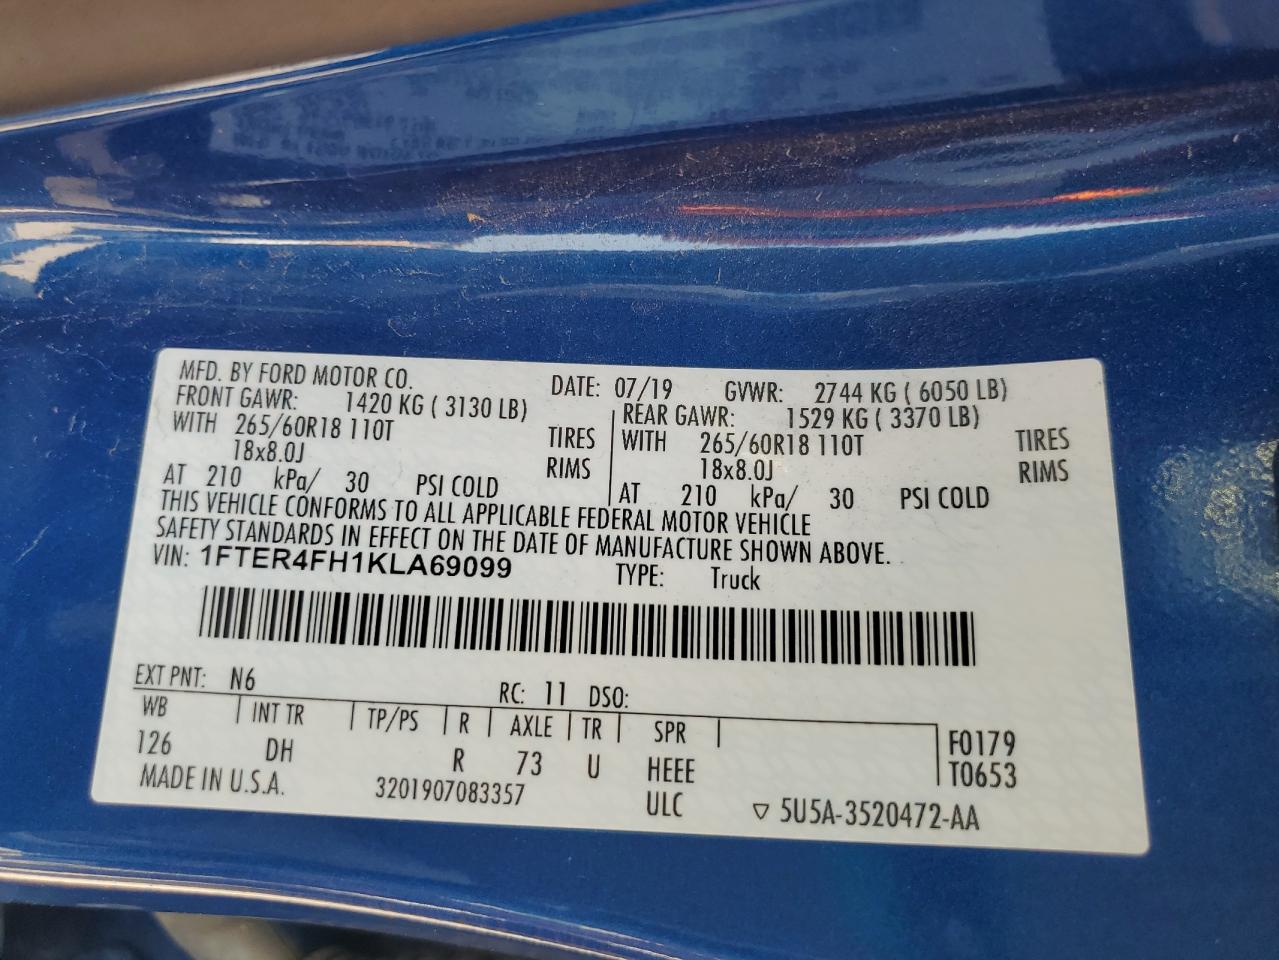 MFD. BY FORD MOTOR CO. DATE: 07/19 GVWR: 2744 KG ( 6050 LB)
FRONT GAWR: 1420 KG ( 3130 LB) REAR GAWR: 1529 KG ( 3370 LB)
WITH 265/60R18 110T TIRES WITH 265/60R18 110T TIRES
18x8.0J RIMS 18x8.0J RIMS
AT 210 kPa/ 30 PSI COLD AT 210 kPa/ 30 PSI COLD
THIS VEHICLE CONFORMS TO ALL APPLICABLE FEDERAL MOTOR VEHICLE
SAFETY STANDARDS IN EFFECT ON THE DATE OF MANUFACTURE SHOWN ABOVE.
VIN: 1FTER4FH1KLA69099 TYPE: Truck
EXT PNT: N6 RC: 11 DSO:
WB INT TR TP/PS R AXLE TR SPR F0179
126 DH R 73 U HEEE T0653
MADE IN U.S.A. 3201907083357 ULC ▽ 5U5A-3520472-AA